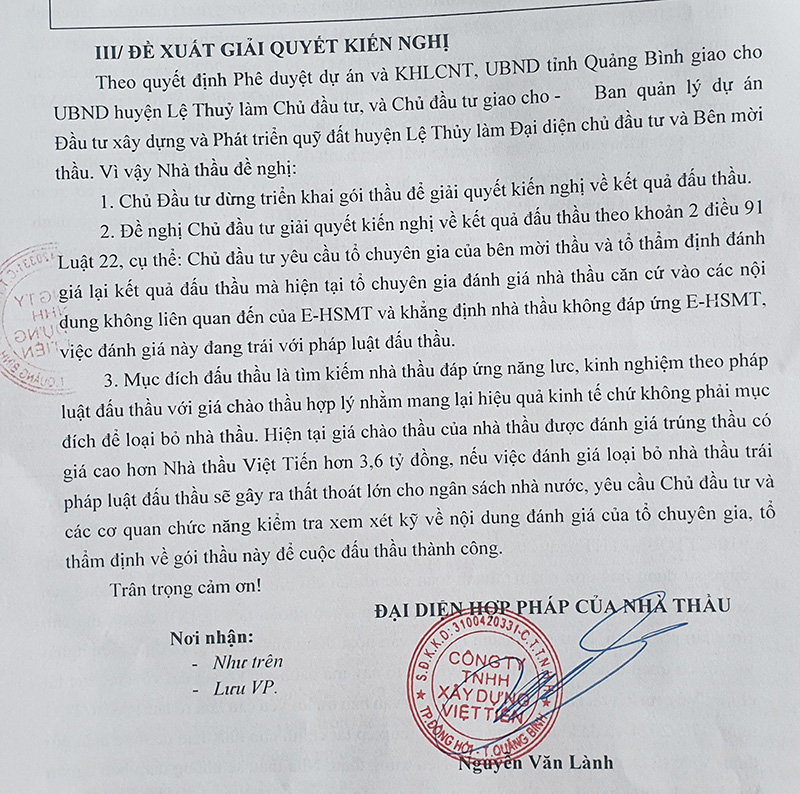 III/ ĐỀ XUẤT GIẢI QUYẾT KIẾN NGHỊ
Theo quyết định Phê duyệt dự án và KHLCNT, UBND tỉnh Quảng Bình giao cho
UBND huyện Lệ Thuỷ làm Chủ đầu tư, và Chủ đầu tư giao cho - Ban quản lý dự án
Đầu tư xây dựng và Phát triển quỹ đất huyện Lệ Thủy làm Đại diện chủ đầu tư và Bên mời
thầu. Vì vậy Nhà thầu đề nghị:
1. Chủ Đầu tư dừng triển khai gói thầu để giải quyết kiến nghị về kết quả đấu thầu.
2. Đề nghị Chủ đầu tư giải quyết kiến nghị về kết quả đấu thầu theo khoản 2 điều 91
Luật 22, cụ thể: Chủ đầu tư yêu cầu tổ chuyên gia của bên mời thầu và tổ thẩm định đánh
giá lại kết quả đấu thầu mà hiện tại tổ chuyên gia đánh giá nhà thầu căn cứ vào các nội
dung không liên quan đến của E-HSMT và khẳng định nhà thầu không đáp ứng E-HSMT,
việc đánh giá này đang trái với pháp luật đấu thầu.
3. Mục đích đấu thầu là tìm kiếm nhà thầu đáp ứng năng lưc, kinh nghiệm theo pháp
luật đấu thầu với giá chào thầu hợp lý nhằm mang lại hiệu quả kinh tế chứ không phải mục
đích để loại bỏ nhà thầu. Hiện tại giá chào thầu của nhà thầu được đánh giá trúng thầu có
giá cao hơn Nhà thầu Việt Tiến hơn 3,6 tỷ đồng, nếu việc đánh giá loại bỏ nhà thầu trái
pháp luật đấu thầu sẽ gây ra thất thoát lớn cho ngân sách nhà nước, yêu cầu Chủ đầu tư và
các cơ quan chức năng kiểm tra xem xét kỹ về nội dung đánh giá của tổ chuyên gia, tổ
thẩm định về gói thầu này để cuộc đấu thầu thành công.
Trân trọng cảm ơn!
ĐẠI DIỆN HỢP PHÁP CỦA NHÀ THẦU
Nơi nhận:
- Như trên
- Lưu VP.
S.Đ.K.K.D:3100420331-C.T.T.N.H.H
CÔNG TY
TNHH
XÂY DỰNG
VIỆT TIẾN
TP.ĐỒNG HỚI - T.QUẢNG BÌNH
Nguyễn Văn Lành